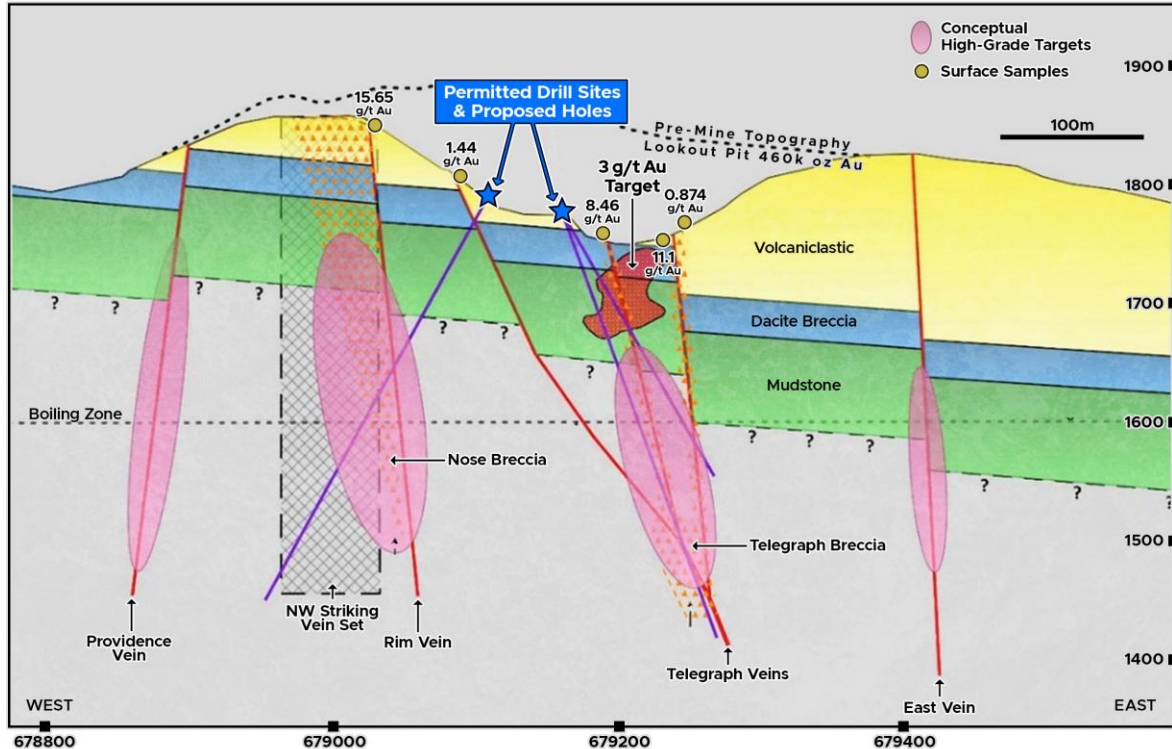 Conceptual
High-Grade Targets
Surface Samples
1900
100m
Permitted Drill Sites
& Proposed Holes
15.65
g/t Au
1.44
g/t Au
Pre-Mine Topography
Lookout Pit 460k oz Au
3 g/t Au
Target
8.46
g/t Au
0.874
g/t Au
11.1
g/t Au
1800
Volcaniclastic
1700
Dacite Breccia
Mudstone
? ? ? ? ? ? ? ? ? ? ? ? ?
Boiling Zone
1600
Nose Breccia
1500
Telegraph Breccia
NW Striking
Vein Set
Providence
Vein
Rim Vein
Telegraph Veins
1400
East Vein
WEST
EAST
678800
679000
679200
679400